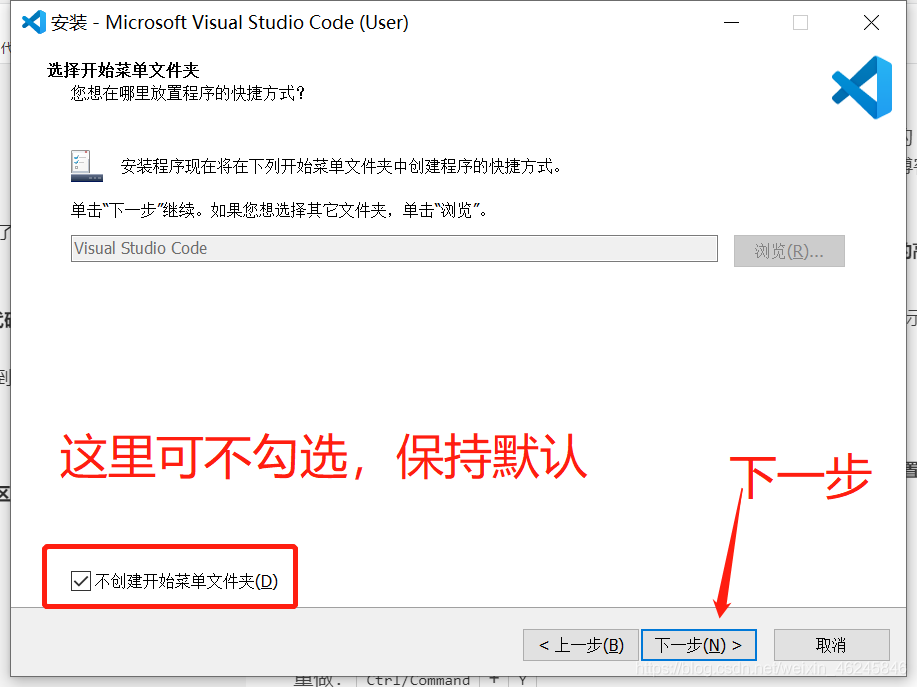 安装 - Microsoft Visual Studio Code (User)
选择开始菜单文件夹
您想在哪里放置程序的快捷方式？
安装程序现在将在下列开始菜单文件夹中创建程序的快捷方式。
单击“下一步”继续。如果您想选择其它文件夹，单击“浏览”。
Visual Studio Code
浏览(R)...
这里可不勾选，保持默认
下一步
不创建开始菜单文件夹(D)
< 上一步(B)
下一步(N) >
取消
https://blog.csdn.net/weixin_46245846
重做： Ctrl/Command + Y